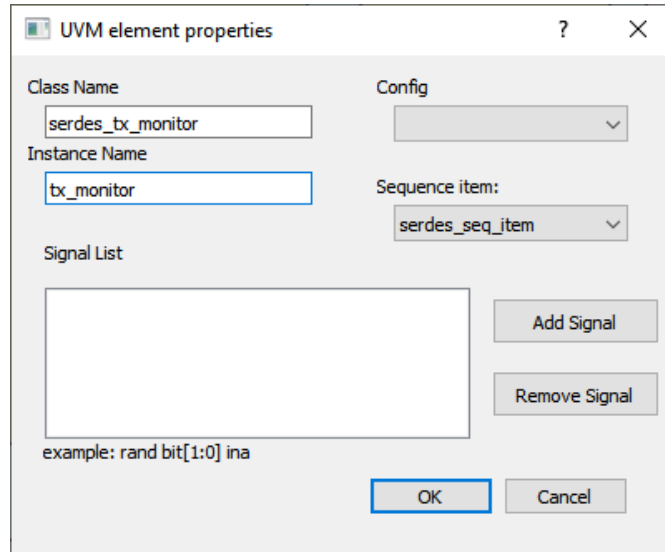 UVM element properties
?
Class Name
Config
serdes_tx_monitor
Instance Name
tx_monitor
Sequence item:
serdes_seq_item
Signal List
Add Signal
Remove Signal
example: rand bit[1:0] ina
OK
Cancel